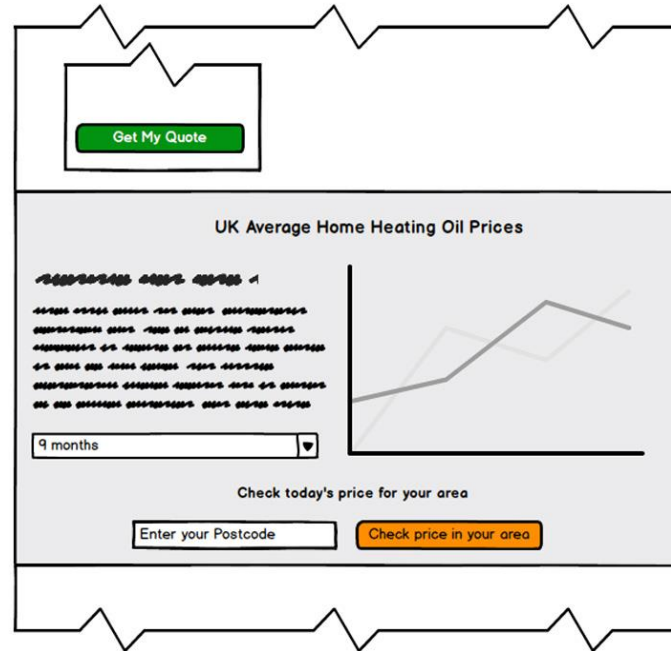 Get My Quote
UK Average Home Heating Oil Prices
9 months
Check today's price for your area
Enter your Postcode
Check price in your area